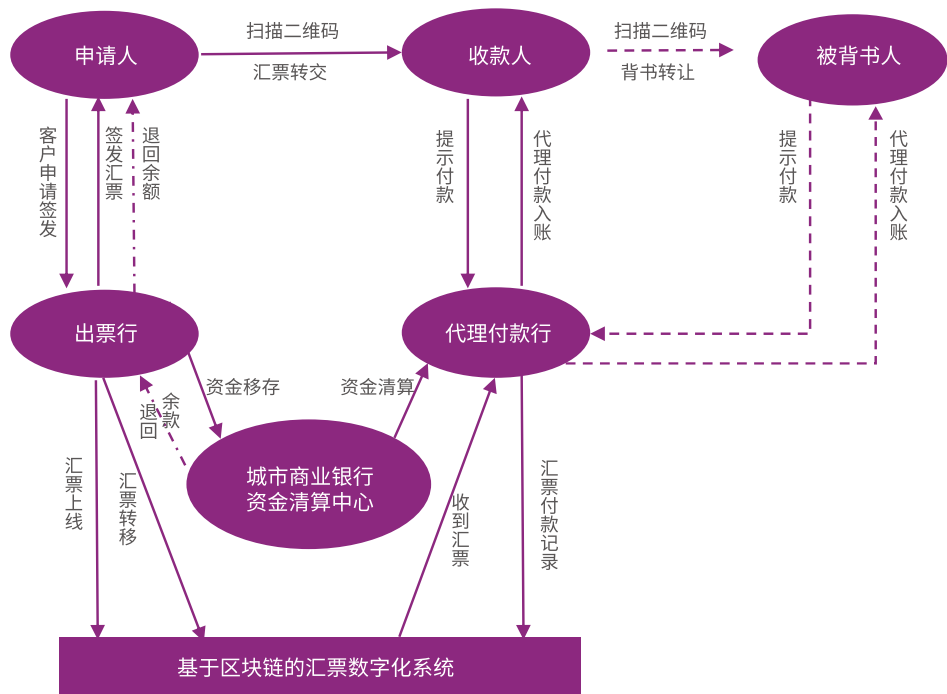 申请人
扫描二维码
汇票转交
收款人
扫描二维码
背书转让
被背书人
客户申请签发
签发汇票
退回余额
提示付款
代理付款入账
提示付款
代理付款入账
出票行
代理付款行
资金移存
资金清算
退回
余款
城市商业银行
资金清算中心
汇票上线
汇票转移
收到汇票
汇票付款记录
基于区块链的汇票数字化系统